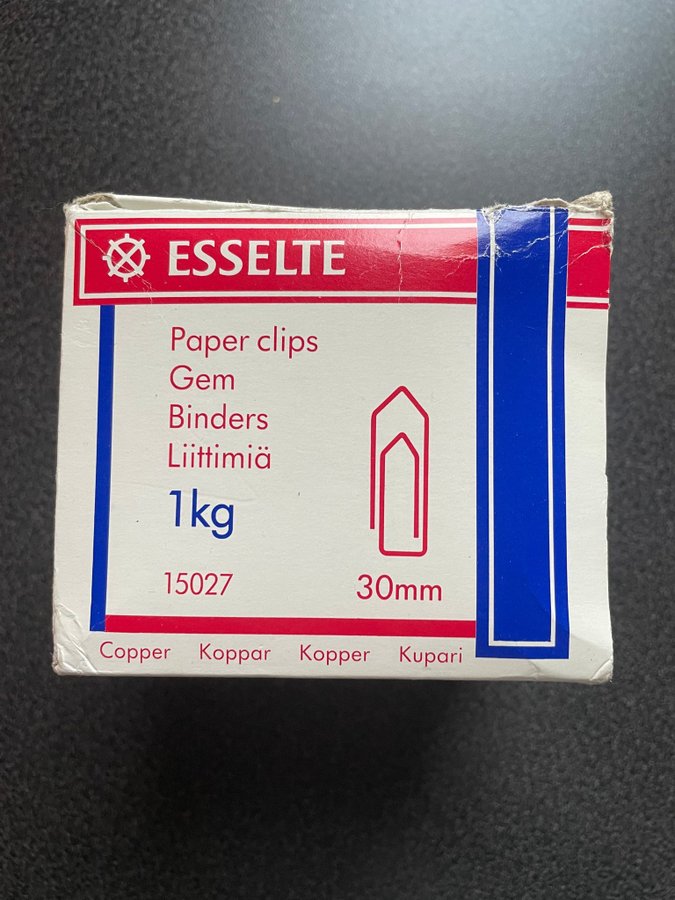 ESSELTE
Paper clips
Gem
Binders
Liittimiä
1kg
15027
30mm
Copper Koppar Kopper Kupari